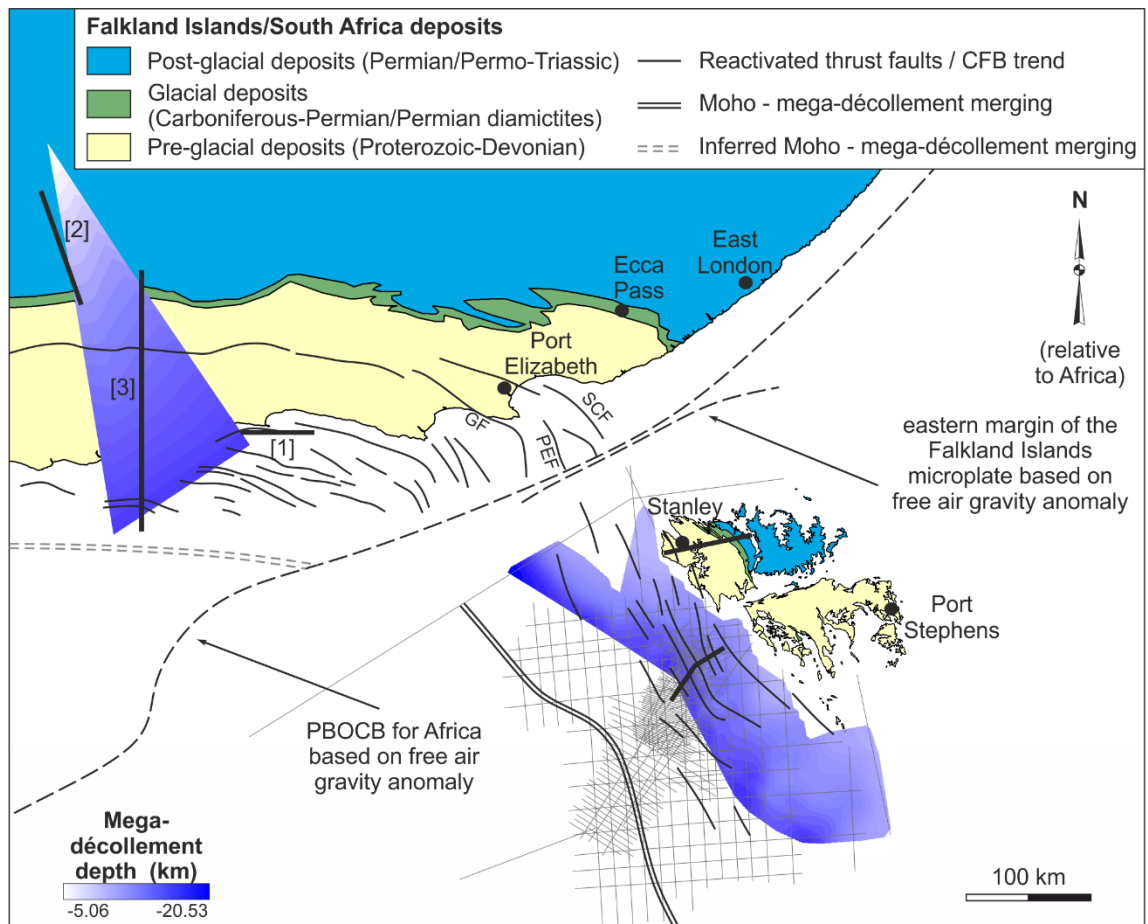 Falkland Islands/South Africa deposits
Post-glacial deposits (Permian/Permo-Triassic)
Glacial deposits
(Carboniferous-Permian/Permian diamictites)
Pre-glacial deposits (Proterozoic-Devonian)
Reactivated thrust faults / CFB trend
Moho - mega-décollement merging
Inferred Moho - mega-décollement merging
[2]
[3]
[1]
Ecca
Pass
East
London
Port
Elizabeth
GF
PEF
SCF
N
(relative
to Africa)
eastern margin of the
Falkland Islands
microplate based on
free air gravity anomaly
Stanley
Port
Stephens
PBOCB for Africa
based on free air
gravity anomaly
Mega-
décollement
depth (km)
-5.06 -20.53
100 km